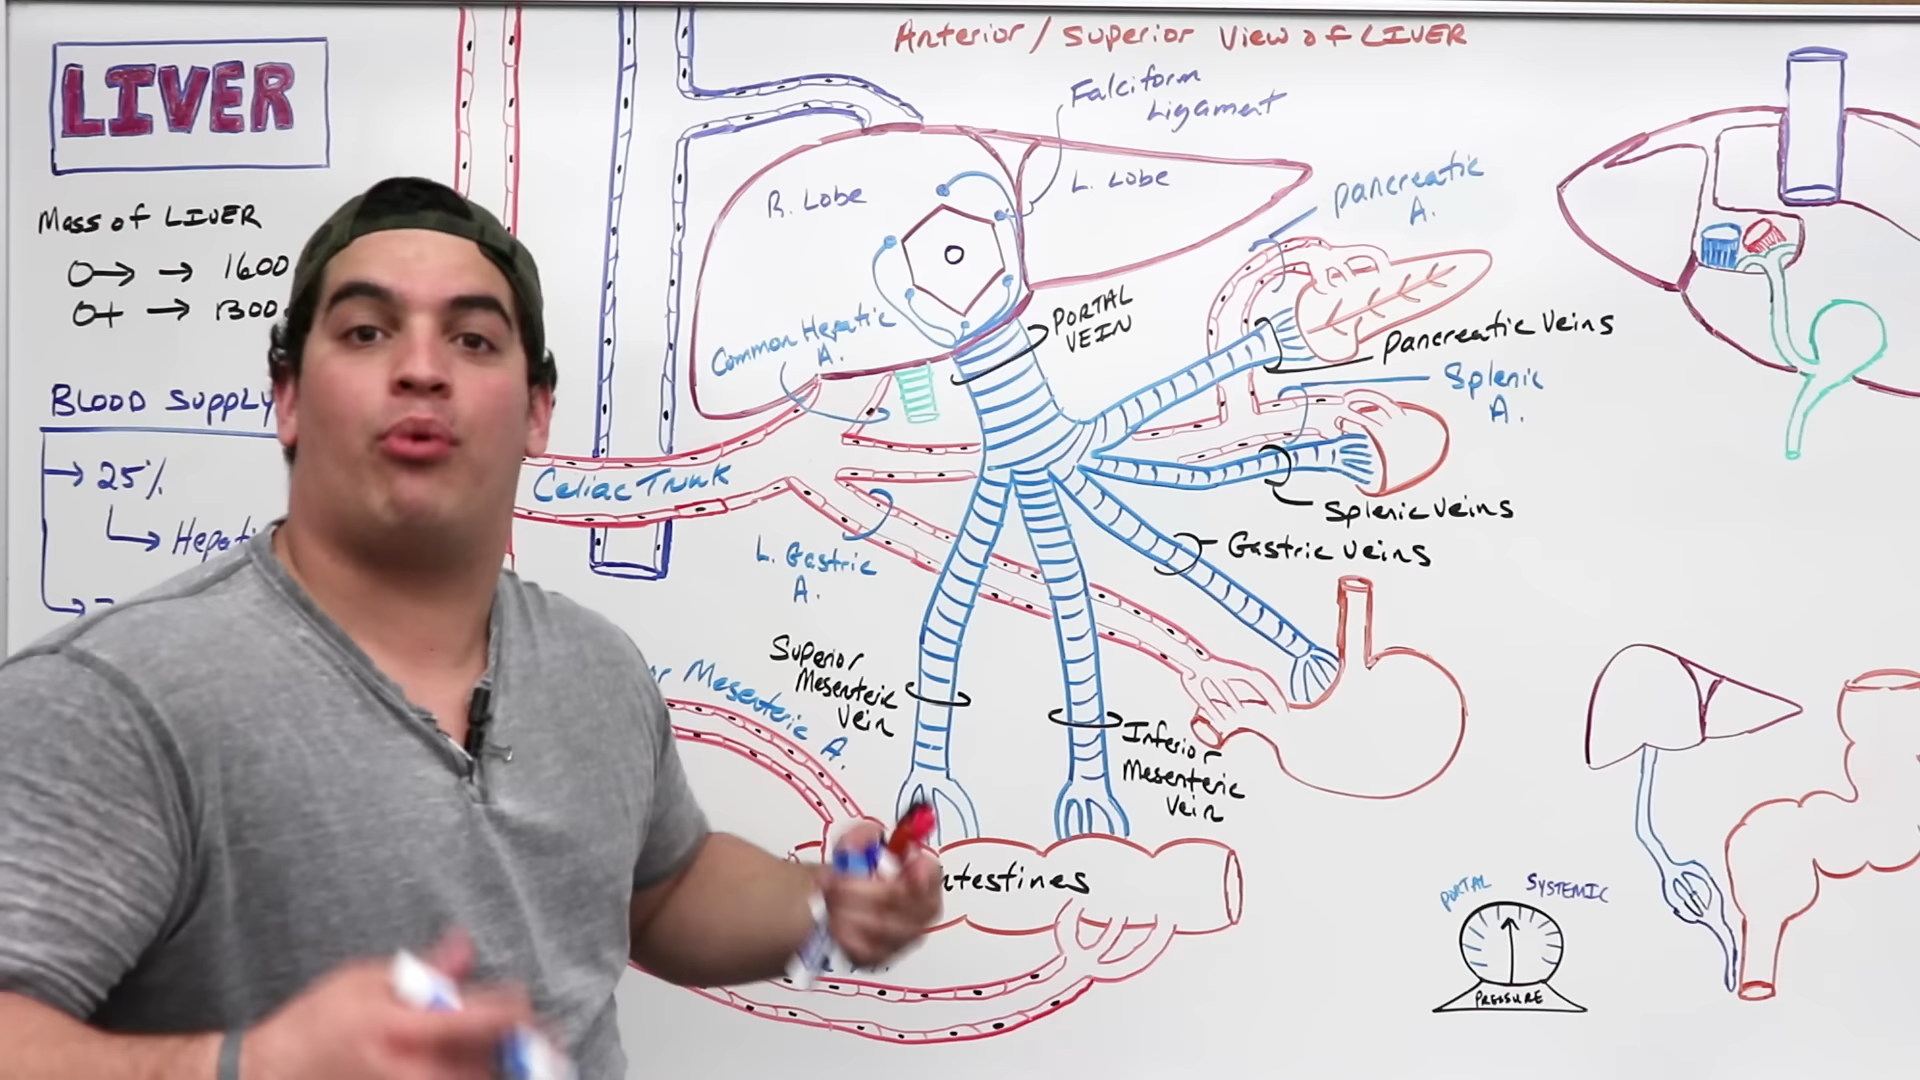 LIVER
Mass of LIVER
→ 1600
→ 1300
BLOOD SUPPLY
→ 25%
Anterior / Superior View of LIVER
Falciform
Ligament
R. Lobe
L. Lobe
Pancreatic
A.
Common Hepatic
A.
PORTAL
VEIN
Pancreatic Veins
Splenic
A.
Celiac Trunk
Splenic Veins
Gastric Veins
L. Gastric
A.
Superior
Mesenteric
Vein
Mesenteric A.
Inferior
Mesenteric
Vein
PORTAL
SYSTEMIC
PRESSURE